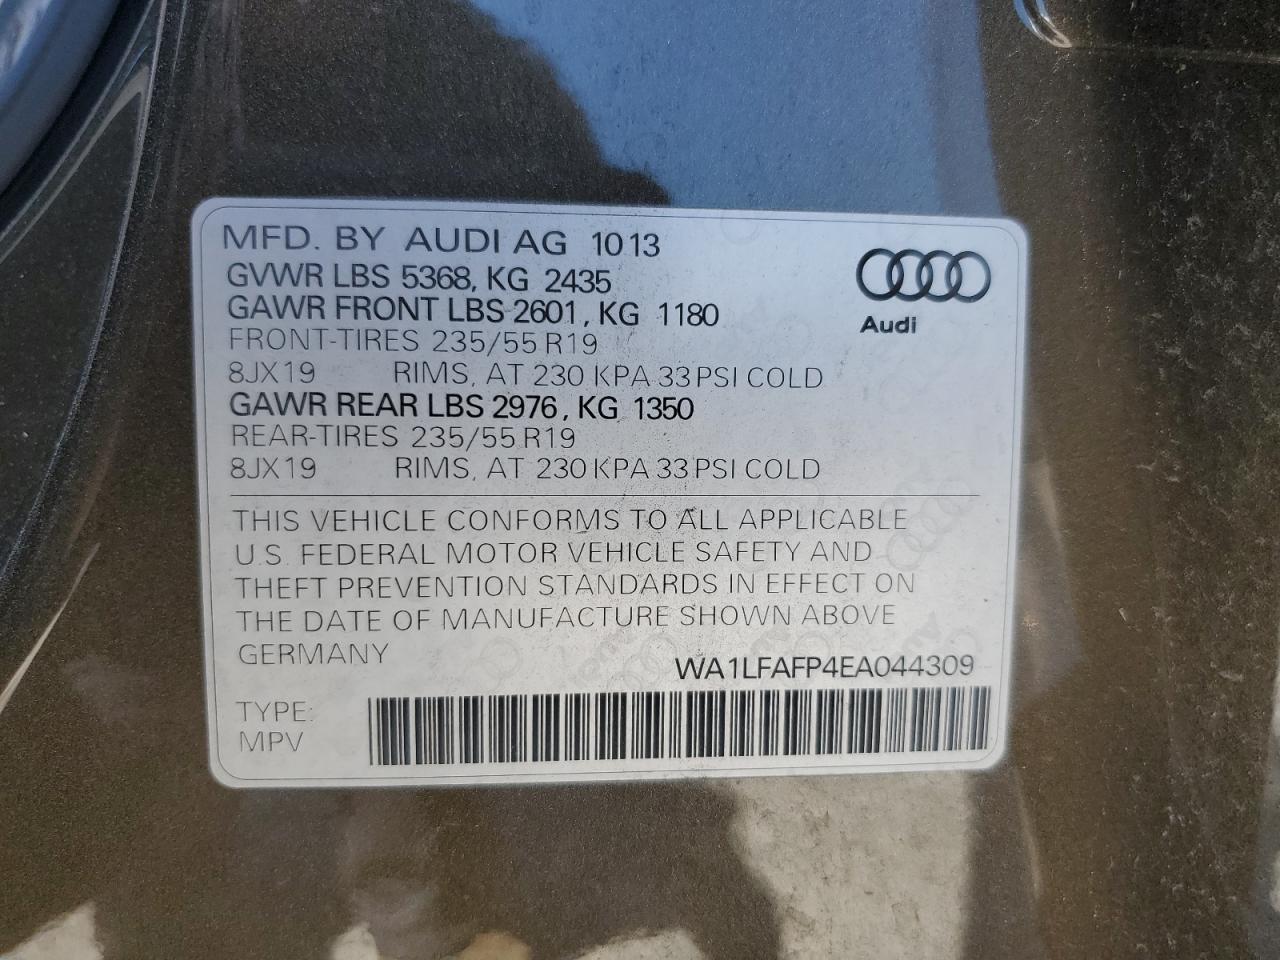 MFD. BY AUDI AG 10 13
GVWR LBS 5368, KG 2435
GAWR FRONT LBS 2601, KG 1180
FRONT-TIRES 235/55 R19
8JX19 RIMS, AT 230 KPA 33 PSI COLD
GAWR REAR LBS 2976, KG 1350
REAR-TIRES 235/55 R19
8JX19 RIMS, AT 230 KPA 33 PSI COLD
Audi
THIS VEHICLE CONFORMS TO ALL APPLICABLE
U.S. FEDERAL MOTOR VEHICLE SAFETY AND
THEFT PREVENTION STANDARDS IN EFFECT ON
THE DATE OF MANUFACTURE SHOWN ABOVE
GERMANY WA1LFAFP4EA044309
TYPE:
MPV